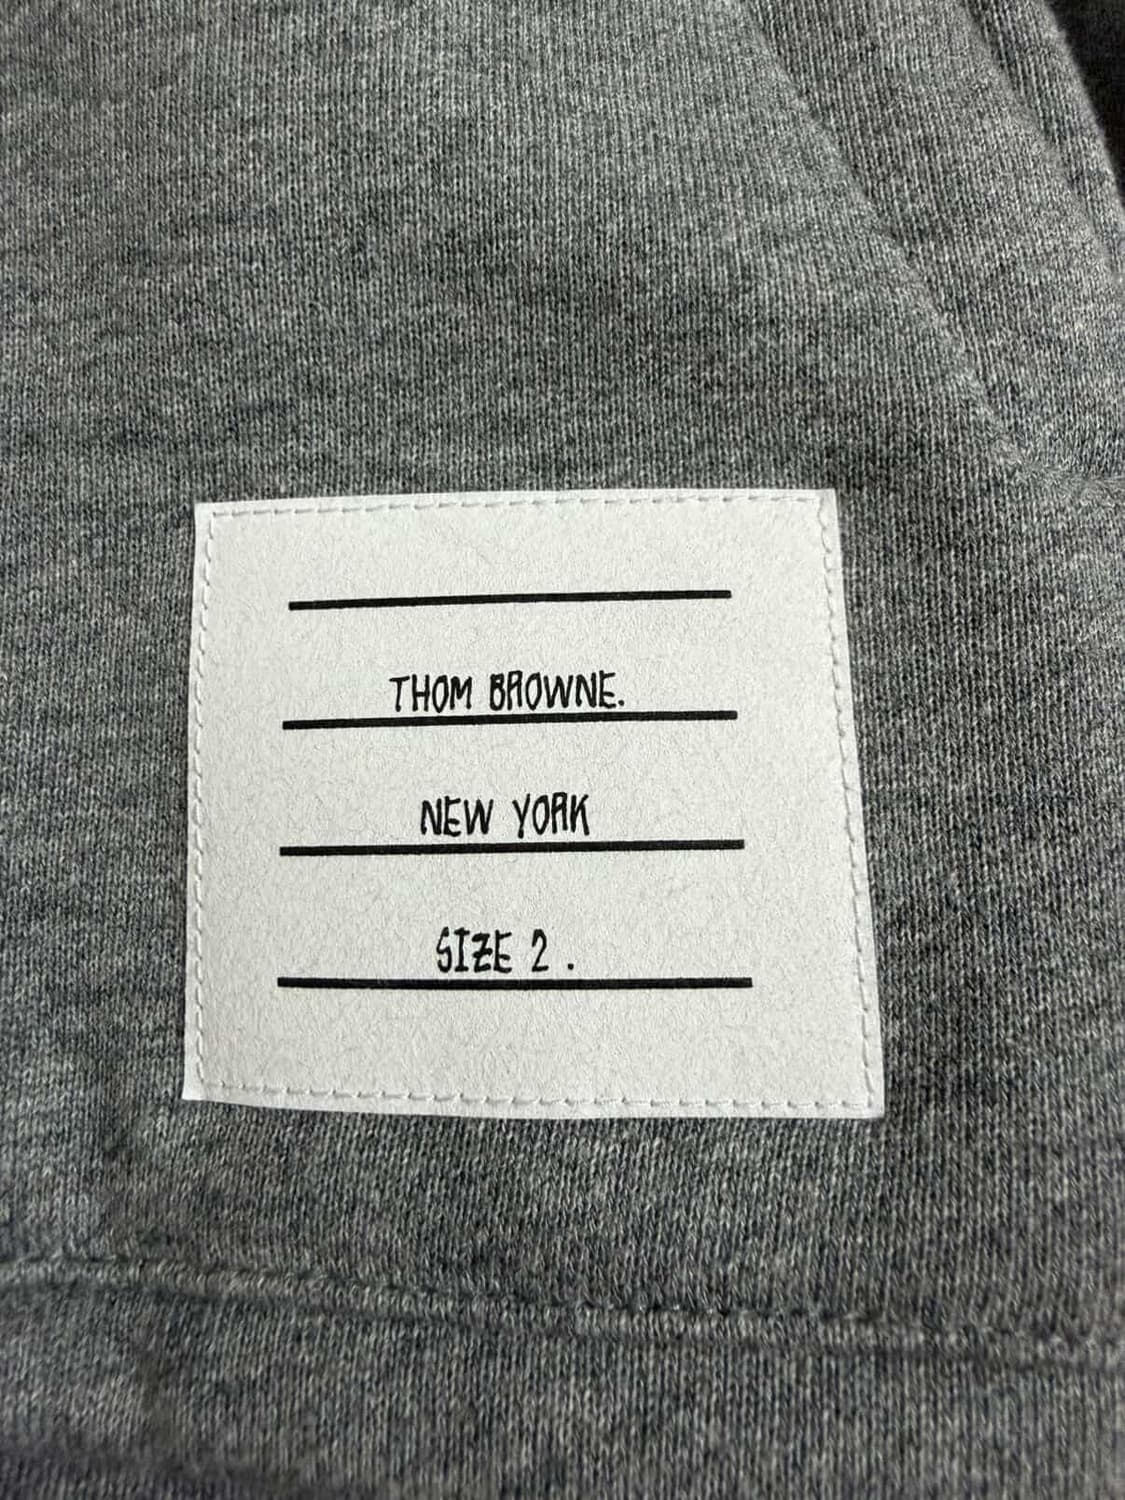 THOM BROWNE.
NEW YORK
SIZE 2 .